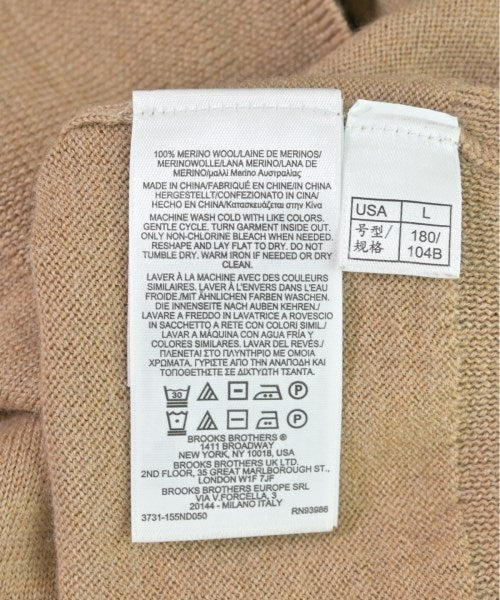 100% MERINO WOOL/LAINE DE MERINOS/
MERINOWOLLE/LANA MERINO/LANA DE
MERINO/μαλλί Merino Αυστραλίας
MADE IN CHINA/FABRIQUÉ EN CHINE/IN CHINA
HERGESTELLT/CONFEZIONATO IN CINA/
HECHO EN CHINA/Κατασκευάζεται στην Κίνα
MACHINE WASH COLD WITH LIKE COLORS.
GENTLE CYCLE. TURN GARMENT INSIDE OUT.
ONLY NON-CHLORINE BLEACH WHEN NEEDED.
RESHAPE AND LAY FLAT TO DRY. DO NOT
TUMBLE DRY. WARM IRON IF NEEDED OR DRY
CLEAN.
LAVER À LA MACHINE AVEC DES COULEURS
SIMILAIRES. LAVER À L'ENVERS DANS L'EAU
FROIDE./MIT ÄHNLICHEN FARBEN WASCHEN.
DIE INNENSEITE NACH AUßEN KEHREN./
LAVARE A FREDDO IN LAVATRICE A ROVESCIO
IN SACCHETTO A RETE CON COLORI SIMIL./
LAVAR A MÁQUINA CON AGUA FRÍA Y
COLORES SIMILARES. LAVAR DEL REVÉS./
ΠΛΕΝΕΤΑΙ ΣΤΟ ΠΛΥΝΤΗΡΙΟ ΜΕ ΟΜΟΙΑ
ΧΡΩΜΑΤΑ. ΓΥΡΙΣΤΕ ΤΟ ΑΠΟ ΤΗΝ ΑΝΑΠΟΔΗ ΚΑΙ
ΤΟΠΟΘΕΤΗΣΤΕ ΣΕ ΔΙΧΤΥΩΤΗ ΤΣΑΝΤΑ.
30 P
P
BROOKS BROTHERS ®
1411 BROADWAY
NEW YORK, NY 10018, USA
BROOKS BROTHERS UK LTD.
2ND FLOOR, 35 GREAT MARLBOROUGH ST.,
LONDON W1F 7JF
BROOKS BROTHERS EUROPE SRL
VIA V.FORCELLA, 3
20144 - MILANO ITALY
3731-155ND050 RN93986
USA L
号型/规格 180/104B